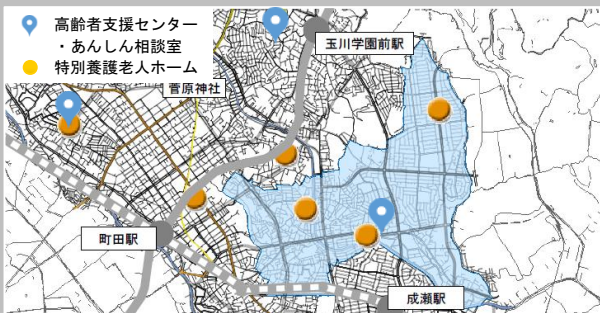 高齢者支援センター
・あんしん相談室
特別養護老人ホーム
玉川学園前駅
菅原神社
町田駅
成瀬駅